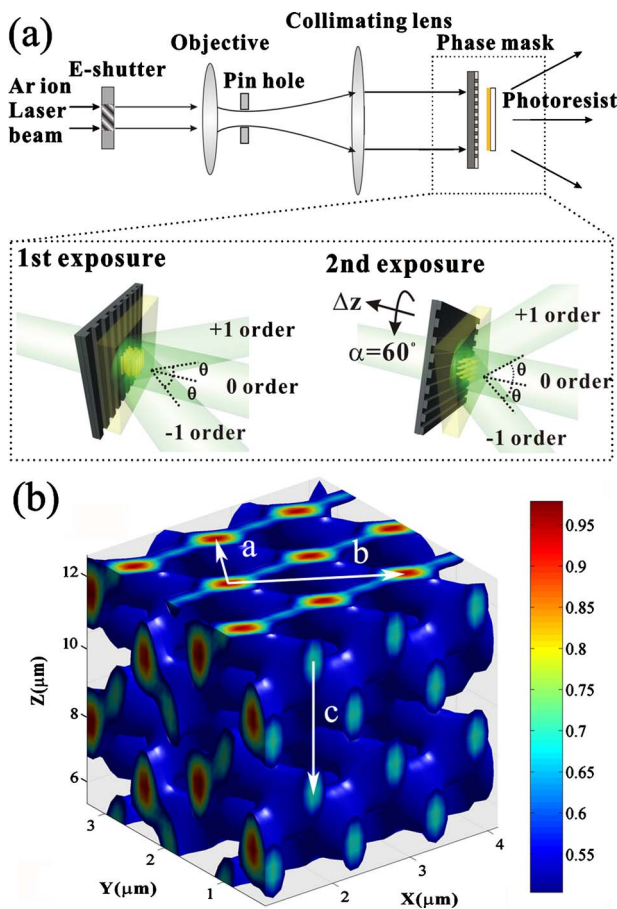 (a)
Collimating lens
Objective
Phase mask
E-shutter
Pin hole
Ar ion
Laser
beam
Photoresist
1st exposure
2nd exposure
+1 order
θ
0 order
θ
-1 order
Δz
α=60°
+1 order
θ
0 order
θ
-1 order
(b)
a
b
c
Z(μm)
12
10
8
6
Y(μm)
3
2
1
X(μm)
2
3
4
0.95
0.9
0.85
0.8
0.75
0.7
0.65
0.6
0.55